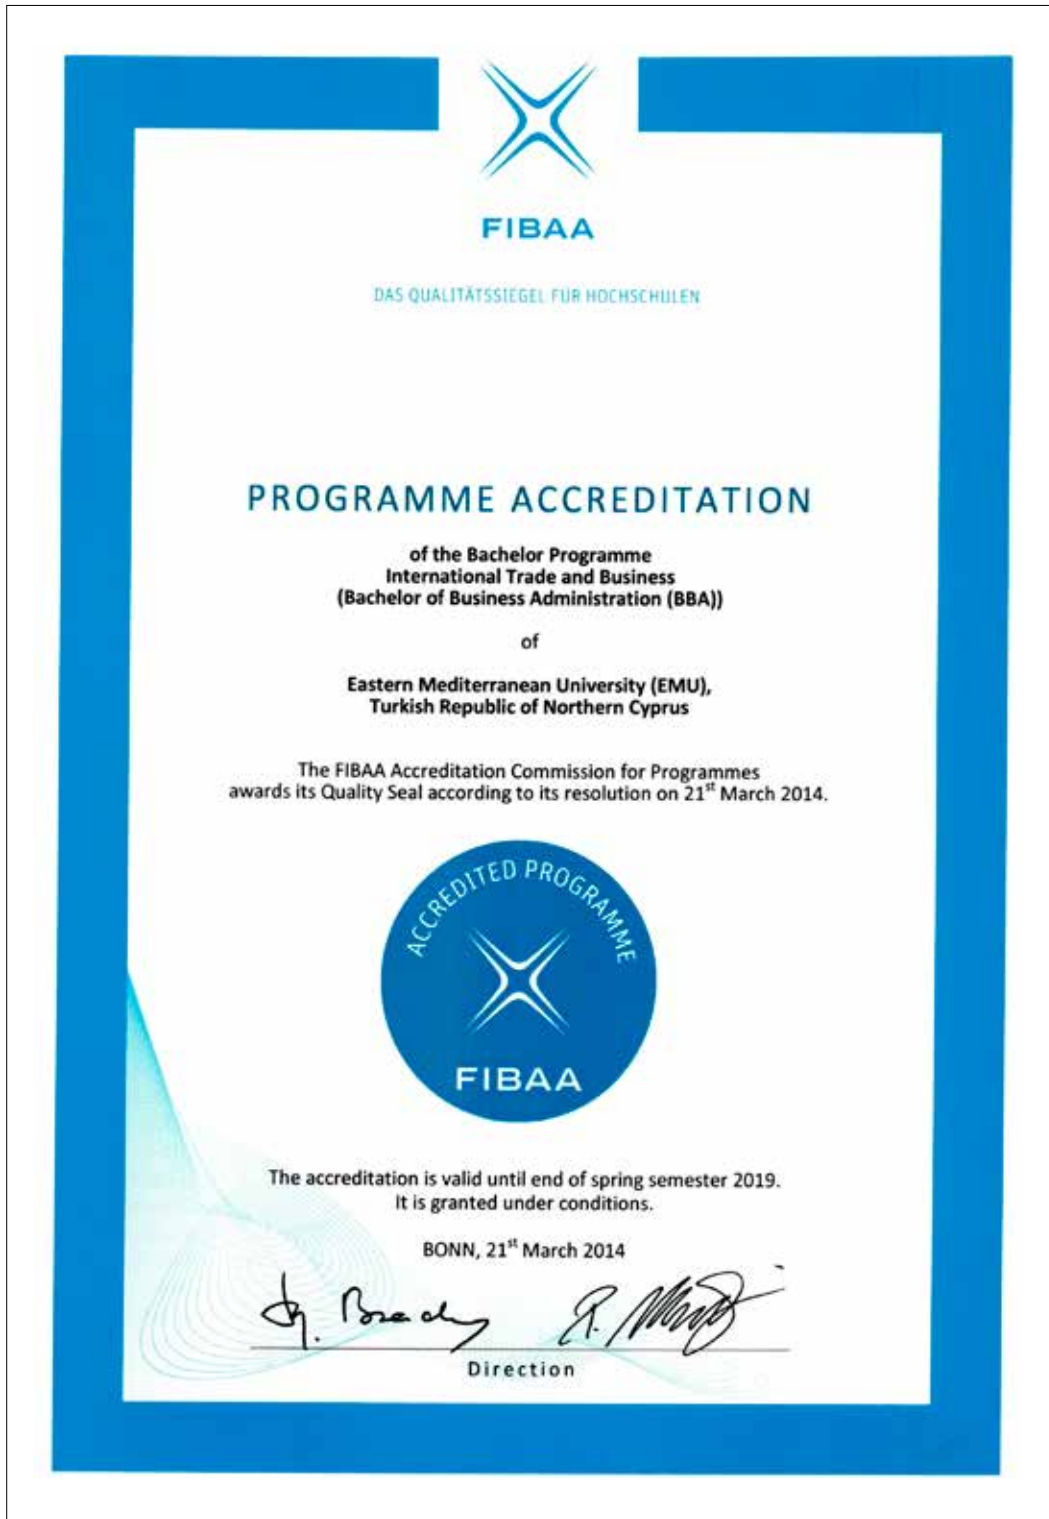 FIBAA
DAS QUALITÄTSSIEGEL FÜR HOCHSCHULEN
PROGRAMME ACCREDITATION
of the Bachelor Programme
International Trade and Business
(Bachelor of Business Administration (BBA))
of
Eastern Mediterranean University (EMU),
Turkish Republic of Northern Cyprus
The FIBAA Accreditation Commission for Programmes
awards its Quality Seal according to its resolution on 21st March 2014.
ACCREDITED PROGRAMME
FIBAA
The accreditation is valid until end of spring semester 2019.
It is granted under conditions.
BONN, 21st March 2014
Direction